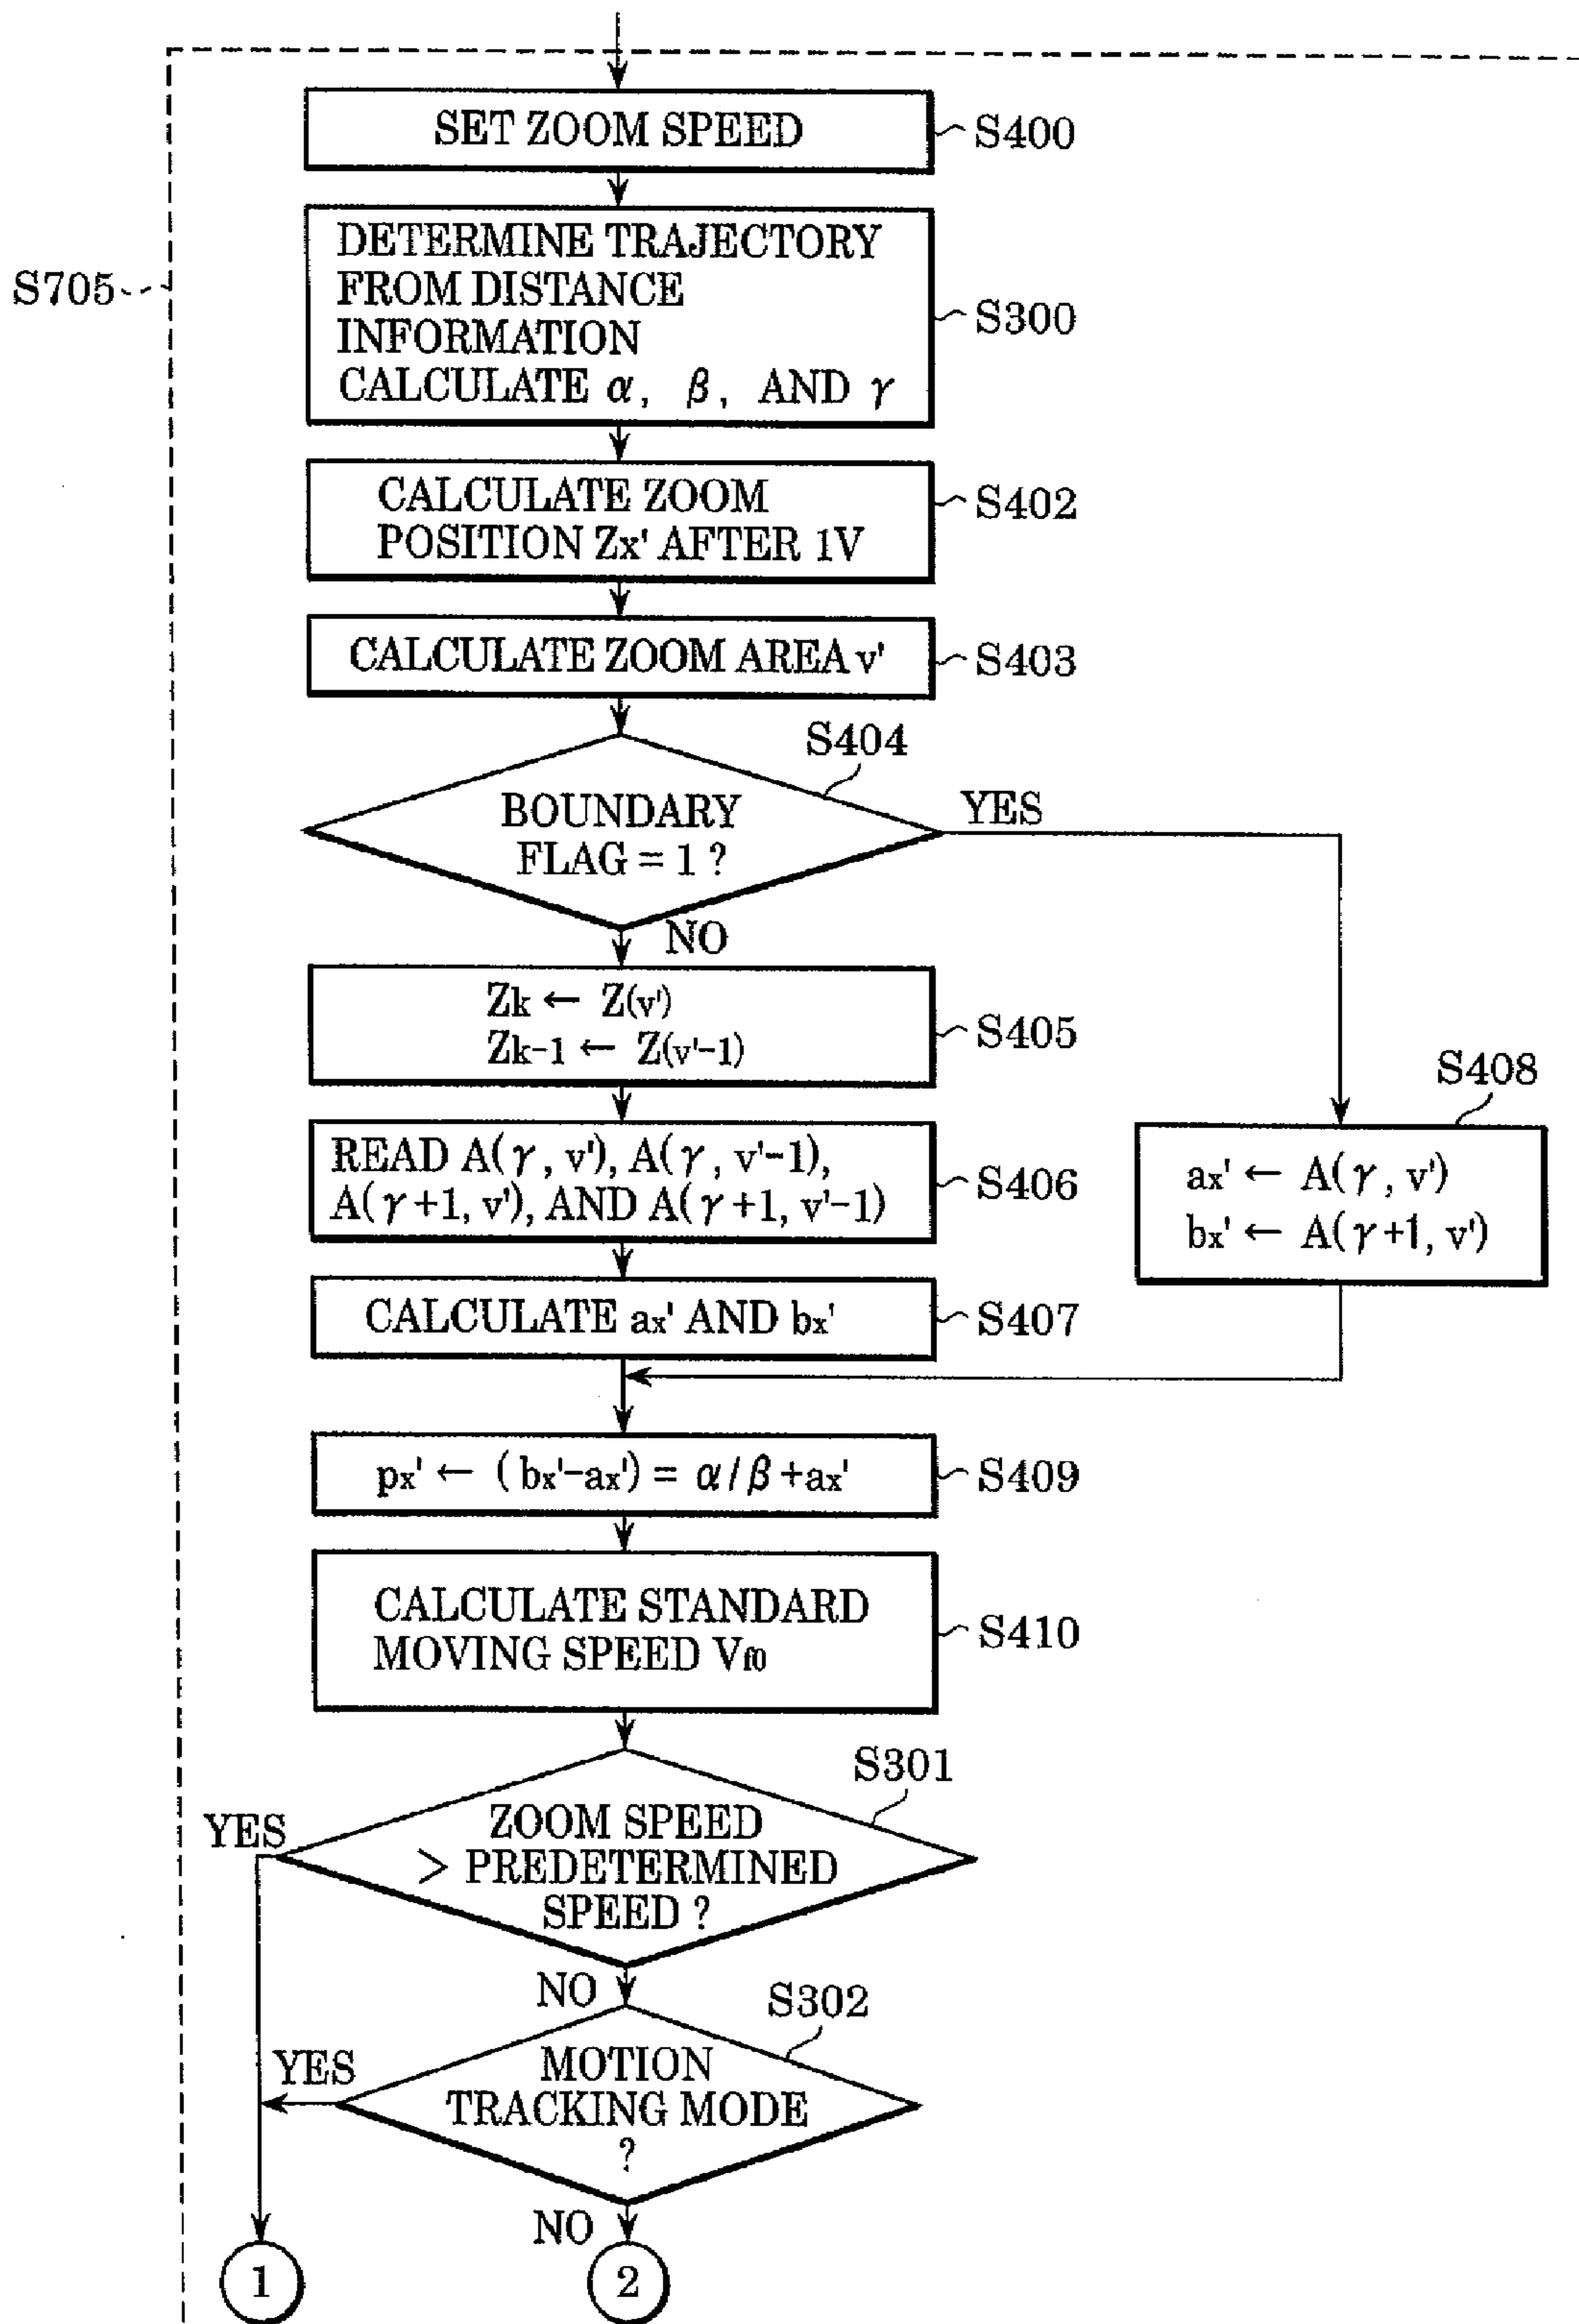 SET ZOOM SPEED
S400
DETERMINE TRAJECTORY
FROM DISTANCE
INFORMATION
CALCULATE α, β, AND γ
S300
S705
CALCULATE ZOOM
POSITION Zx' AFTER 1V
S402
CALCULATE ZOOM AREA v'
S403
S404
BOUNDARY
FLAG = 1 ?
YES
NO
Zk ← Z(v')
Zk-1 ← Z(v'-1)
S405
READ A(γ, v'), A(γ, v'-1),
A(γ+1, v'), AND A(γ+1, v'-1)
S406
S408
ax' ← A(γ, v')
bx' ← A(γ+1, v')
CALCULATE ax' AND bx'
S407
px' ← (bx'-ax') = α/β+ax'
S409
CALCULATE STANDARD
MOVING SPEED Vf0
S410
S301
YES
ZOOM SPEED
> PREDETERMINED
SPEED ?
NO
S302
YES
MOTION
TRACKING MODE
?
NO
1
2